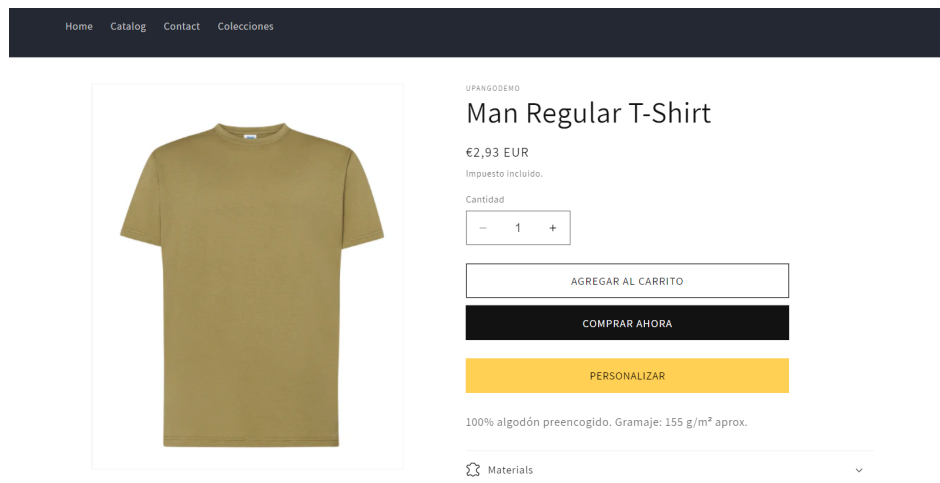 Home Catalog Contact Colecciones
UPANGODEMO
Man Regular T-Shirt
€2,93 EUR
Impuesto incluido.
Cantidad
− 1 +
AGREGAR AL CARRITO
COMPRAR AHORA
PERSONALIZAR
100% algodón preencogido. Gramaje: 155 g/m² aprox.
Materials